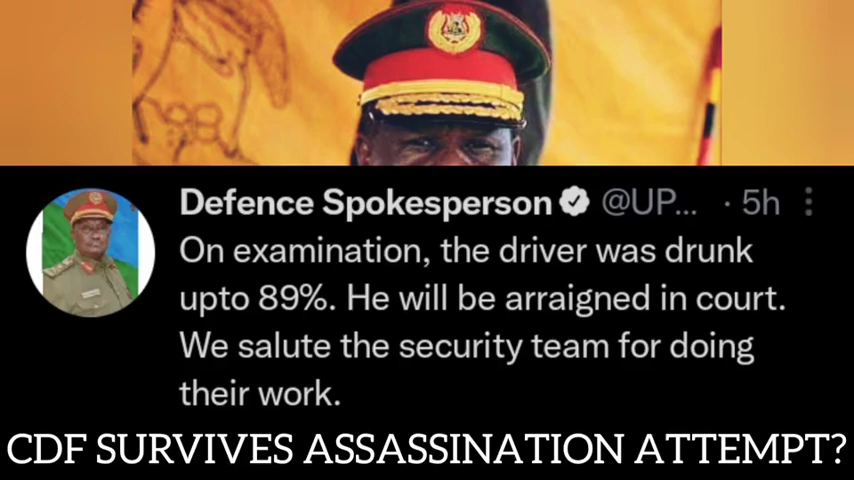 Defence Spokesperson @UP... · 5h
On examination, the driver was drunk
upto 89%. He will be arraigned in court.
We salute the security team for doing
their work.
CDF SURVIVES ASSASSINATION ATTEMPT?